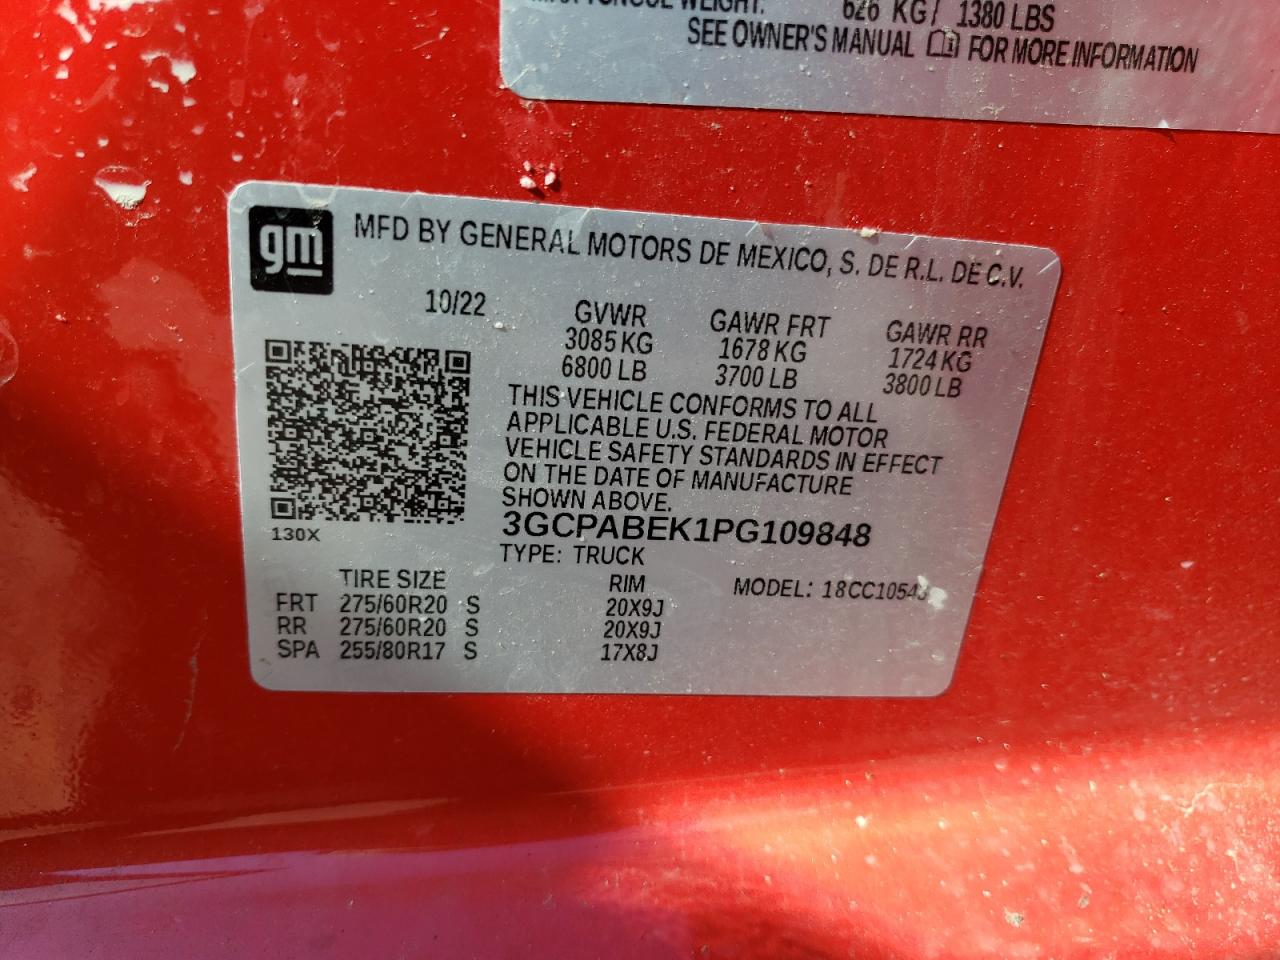 TONGUE WEIGHT: 626 KG / 1380 LBS
SEE OWNER'S MANUAL FOR MORE INFORMATION
gm
MFD BY GENERAL MOTORS DE MEXICO, S. DE R.L. DE C.V.
10/22 GVWR GAWR FRT GAWR RR
3085 KG 1678 KG 1724 KG
6800 LB 3700 LB 3800 LB
THIS VEHICLE CONFORMS TO ALL
APPLICABLE U.S. FEDERAL MOTOR
VEHICLE SAFETY STANDARDS IN EFFECT
ON THE DATE OF MANUFACTURE
SHOWN ABOVE.
3GCPABEK1PG109848
130X
TYPE: TRUCK
TIRE SIZE RIM MODEL:
FRT 275/60R20 S 20X9J
RR 275/60R20 S 20X9J
SPA 255/80R17 S 17X8J